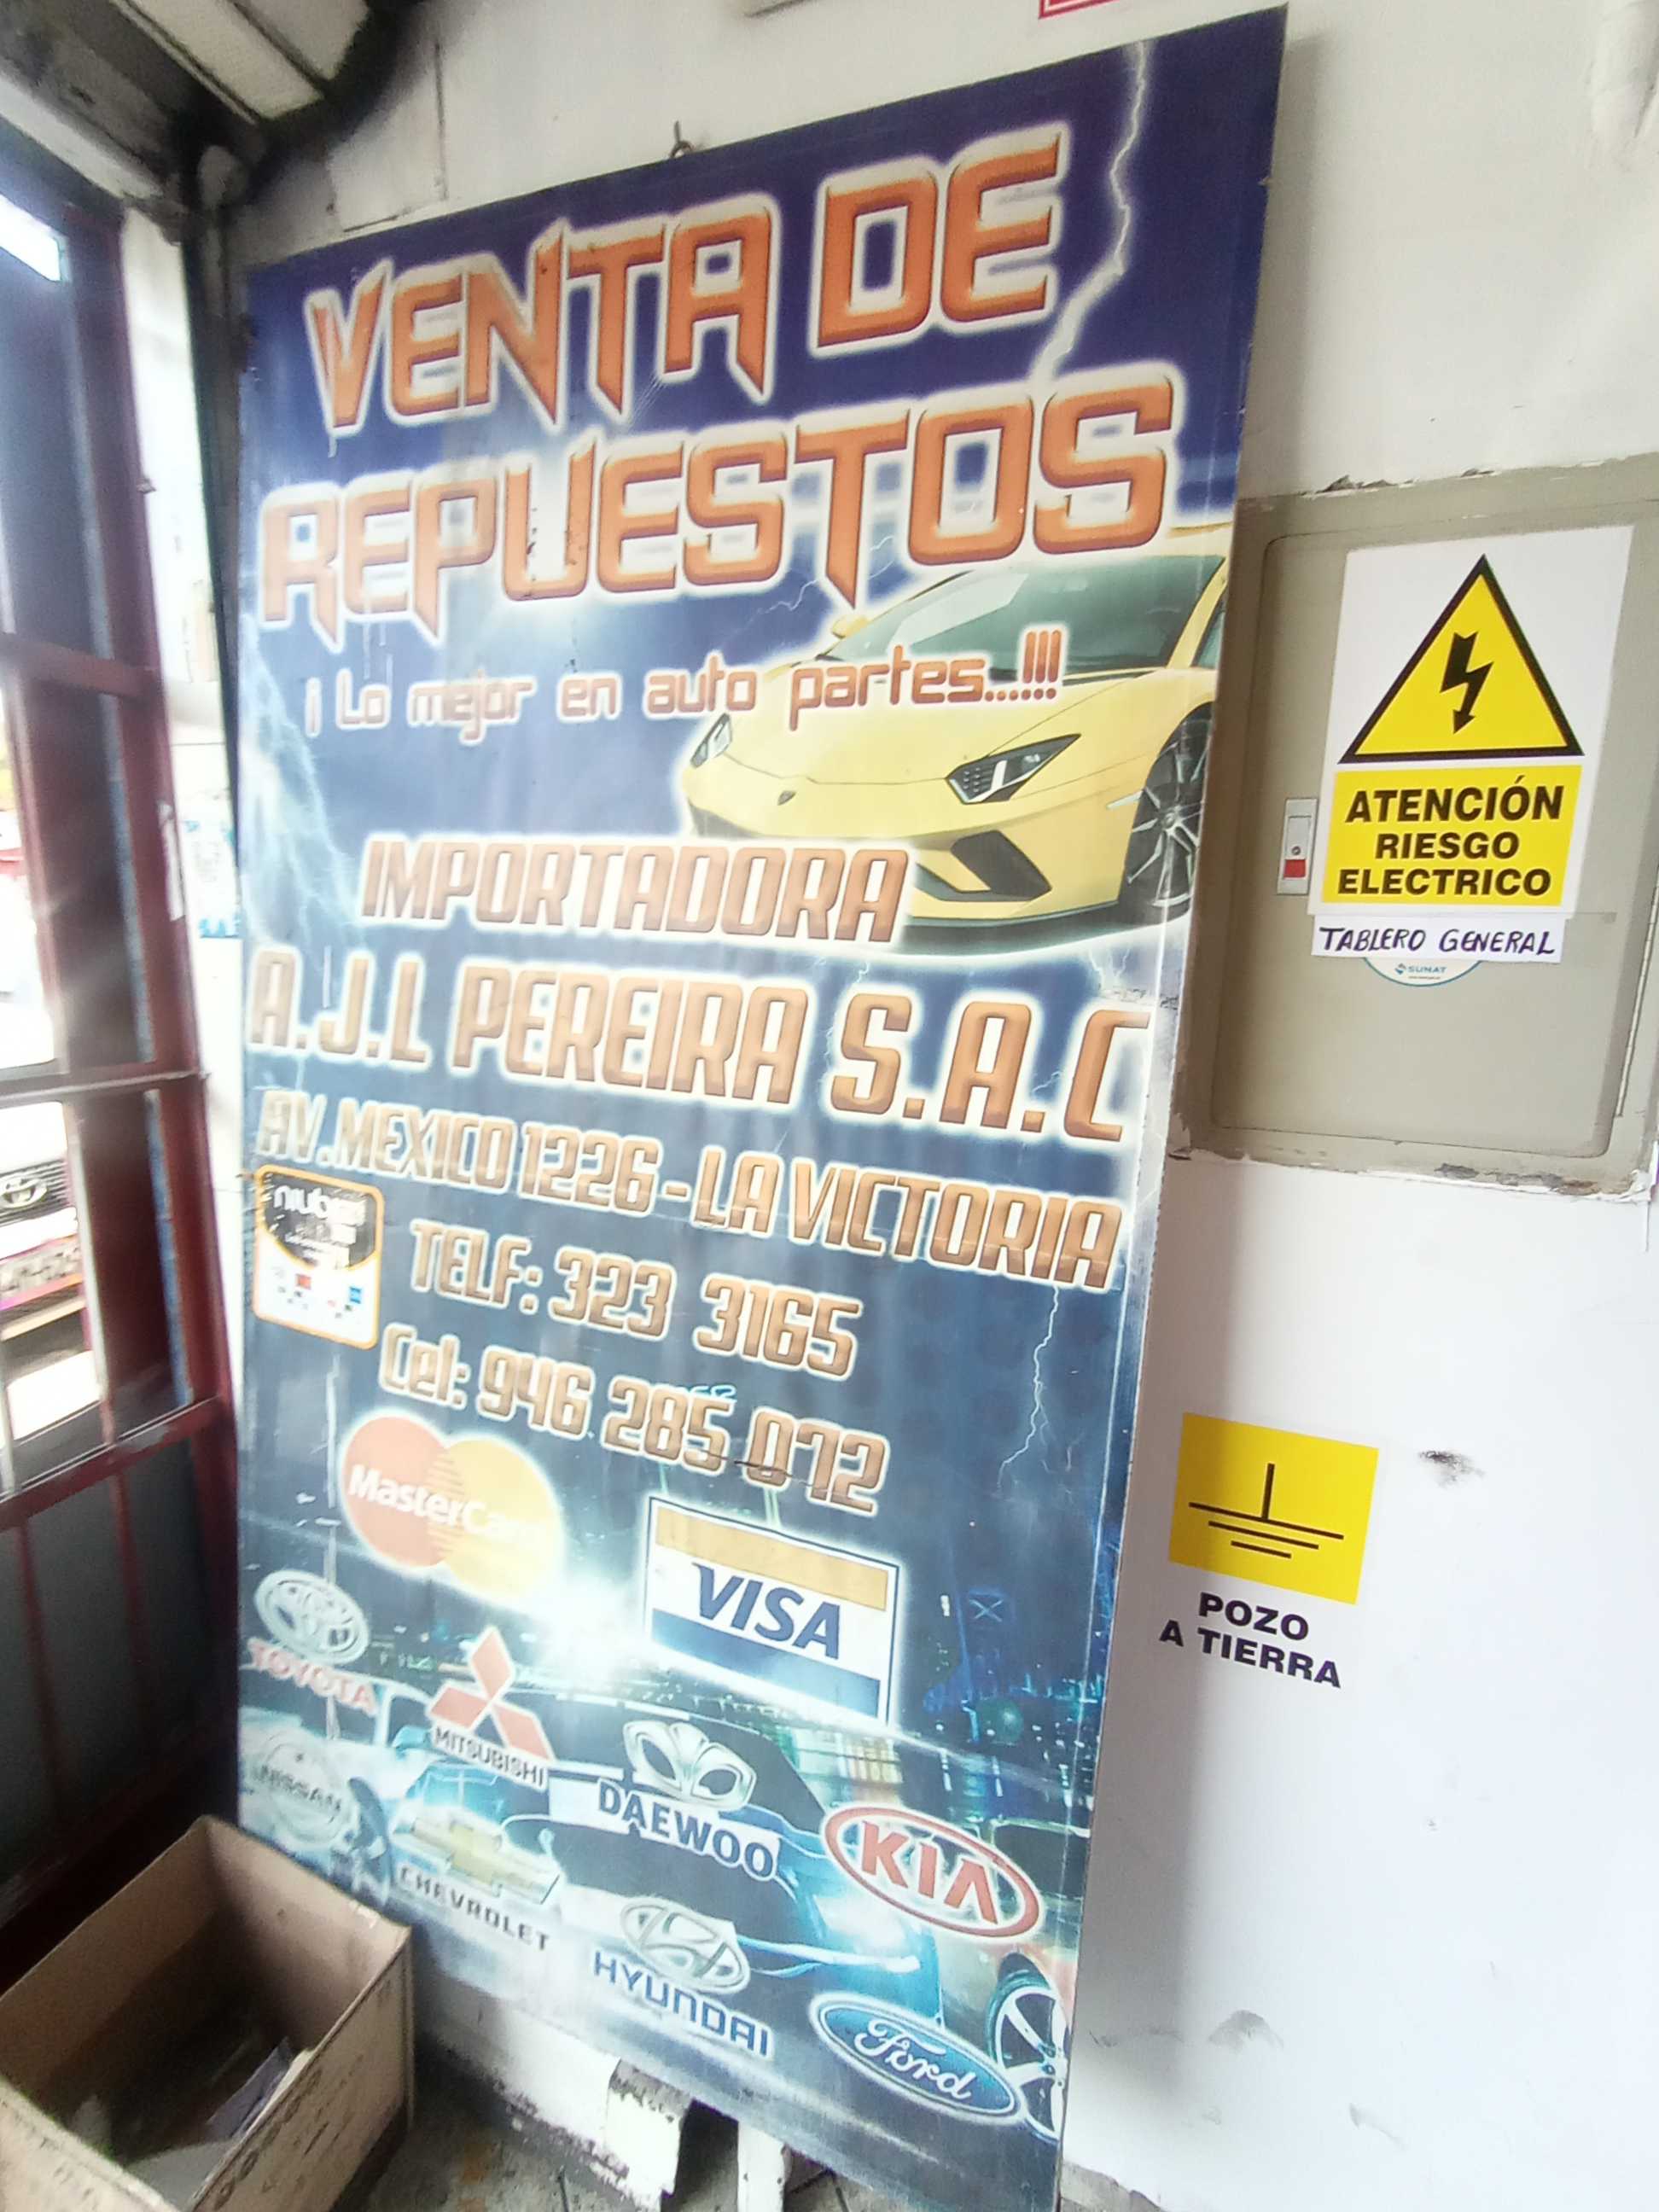 VENTA DE
REPUESTOS
¡ Lo mejor en auto partes...!!!
IMPORTADORA
A.J.L PEREIRA S.A.C
AV.MEXICO 1226 - LA VICTORIA
TELF: 323 3165
Cel: 946 285 072
MasterCard
VISA
TOYOTA
MITSUBISHI
DAEWOO
KIA
NISSAN
CHEVROLET
HYUNDAI
Ford
ATENCIÓN
RIESGO
ELECTRICO
TABLERO GENERAL
SUNAT
POZO
A TIERRA